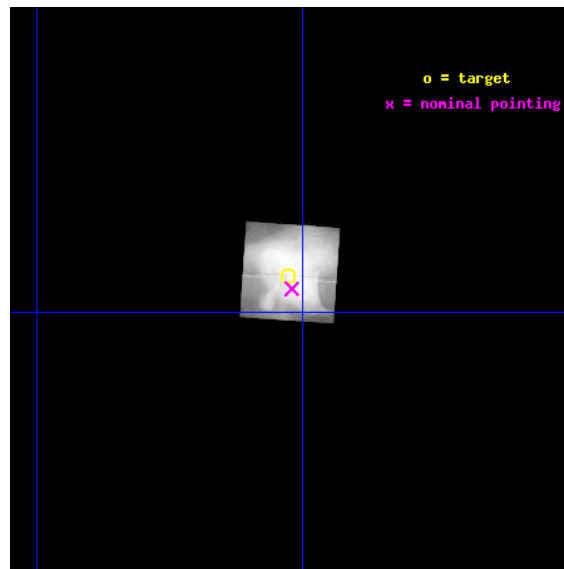 o = target
x = nominal pointing